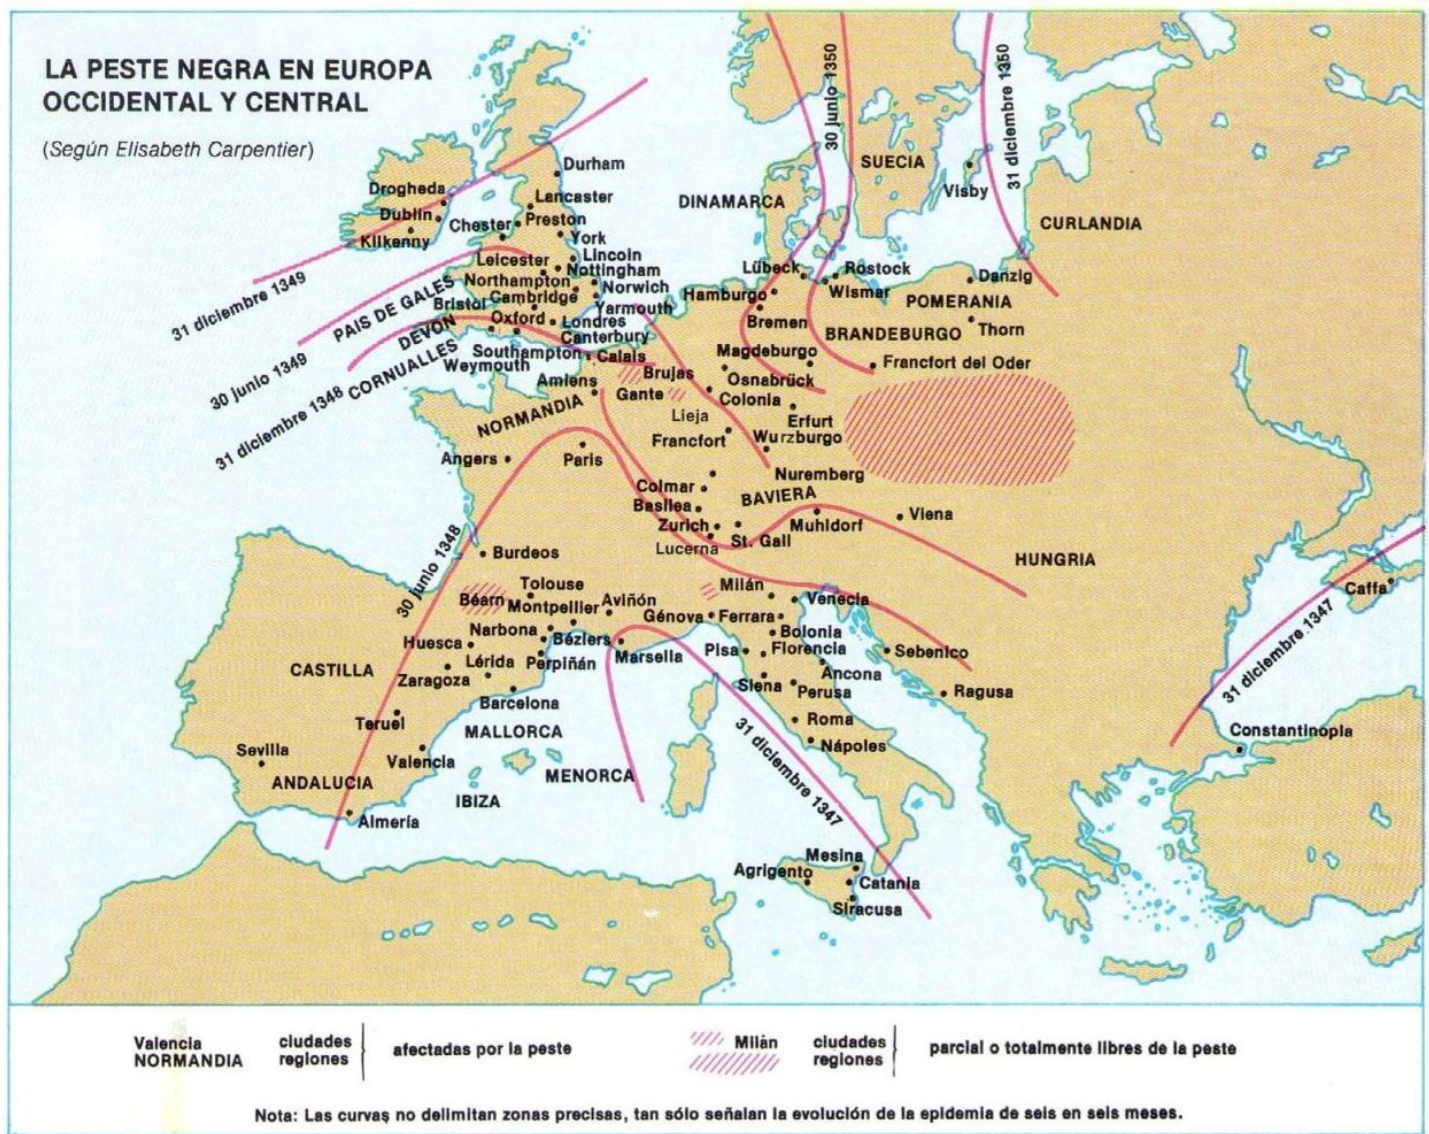 LA PESTE NEGRA EN EUROPA
OCCIDENTAL Y CENTRAL
(Según Elisabeth Carpentier)
30 junio 1350
31 diciembre 1350
SUECIA
Visby
DINAMARCA
CURLANDIA
Durham
Drogheda
Lancaster
Dublin
Chester
Preston
Kilkenny
York
Leicester
Lincoln
Nottingham
Northampton
Norwich
Bristol
Cambridge
Yarmouth
Oxford
Londres
Canterbury
Southampton
Calais
Weymouth
PAIS DE GALES
DEVON
CORNUALLES
31 diciembre 1349
30 junio 1349
31 diciembre 1348
Lübeck
Rostock
Danzig
Hamburgo
Wismar
POMERANIA
Bremen
BRANDEBURGO
Thorn
Magdeburgo
Francfort del Oder
Brujas
Osnabrück
Amiens
Gante
Colonia
NORMANDIA
Lieja
Erfurt
Francfort
Wurzburgo
Angers
Paris
Nuremberg
Colmar
BAVIERA
Basilea
Zurich
Muhldorf
Viena
Lucerna
St. Gall
HUNGRIA
30 junio 1348
Burdeos
Tolouse
Milán
Béarn
Montpellier
Aviñón
Venecia
Caffa
Narbona
Génova
Ferrara
Huesca
Béziers
Bolonia
Pisa
Florencia
Sebenico
CASTILLA
Lérida
Perpiñán
Marsella
Zaragoza
Ancona
Siena
Perusa
Ragusa
Barcelona
31 diciembre 1347
Teruel
MALLORCA
Roma
Constantinopla
Sevilla
Valencia
Nápoles
ANDALUCIA
MENORCA
IBIZA
31 diciembre 1347
Almería
Mesina
Agrigento
Catania
Siracusa
Valencia ciudades
NORMANDIA regiones
afectadas por la peste
Milán ciudades
regiones
parcial o totalmente libres de la peste
Nota: Las curvas no delimitan zonas precisas, tan sólo señalan la evolución de la epidemia de seis en seis meses.